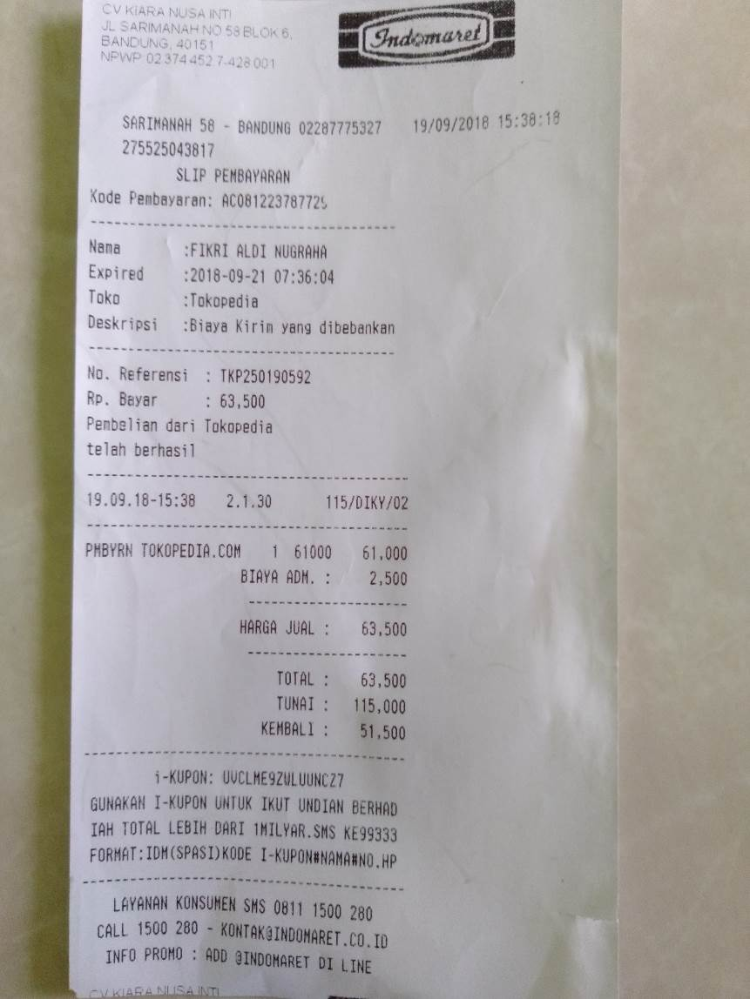 CV KIARA NUSA INTI
JL SARIMANAH NO 58 BLOK 6,
BANDUNG, 40151
NPWP 02 374 452.7-428 001
Indomaret
SARIMANAH 58 - BANDUNG 02287775327 19/09/2018 15:38:18
275525043817
SLIP PEMBAYARAN
Kode Pembayaran: AC081223787729
Nama :FIKRI ALDI NUGRAHA
Expired :2018-09-21 07:36:04
Toko :Tokopedia
Deskripsi :Biaya Kirim yang dibebankan
No. Referensi : TKP250190592
Rp. Bayar : 63,500
Pembelian dari Tokopedia
telah berhasil
19.09.18-15:38 2.1.30 115/DIKY/02
PMBYRN TOKOPEDIA.COM 1 61000 61,000
BIAYA ADM. : 2,500
HARGA JUAL : 63,500
TOTAL : 63,500
TUNAI : 115,000
KEMBALI : 51,500
i-KUPON: UVCLME9ZWLUUNCZ7
GUNAKAN I-KUPON UNTUK IKUT UNDIAN BERHAD
IAH TOTAL LEBIH DARI 1MILYAR.SMS KE99333
FORMAT:IDM(SPASI)KODE I-KUPON#NAMA#NO.HP
LAYANAN KONSUMEN SMS 0811 1500 280
CALL 1500 280 - KONTAK@INDOMARET.CO.ID
INFO PROMO : ADD @INDOMARET DI LINE
CV KIARA NUSA INTI